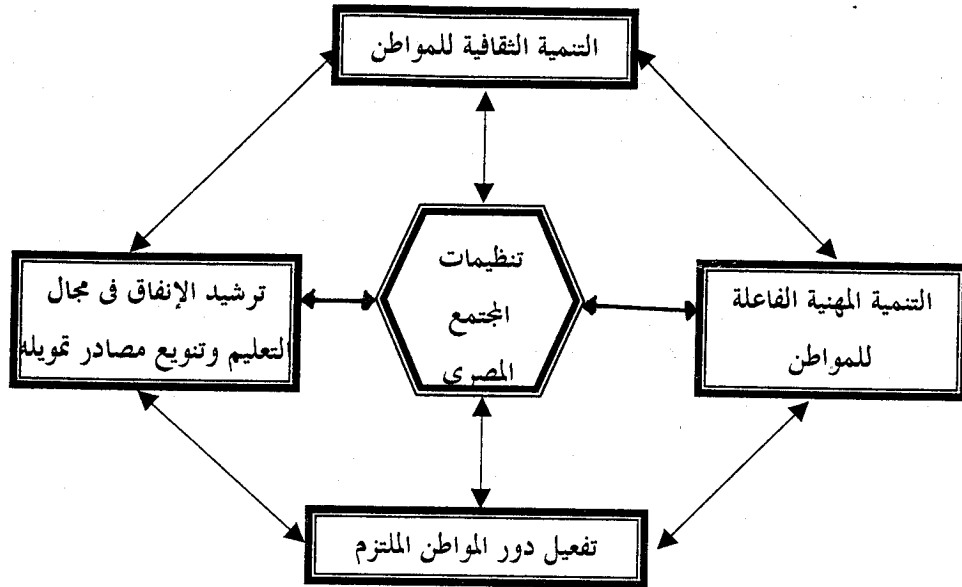 التنمية الثقافية للمواطن
تنظيمات
المجتمع
المصرى
التنمية المهنية الفاعلة
للمواطن
ترشيد الإنفاق فى مجال
التعليم وتنويع مصادر تمويله
تفعيل دور المواطن الملتزم